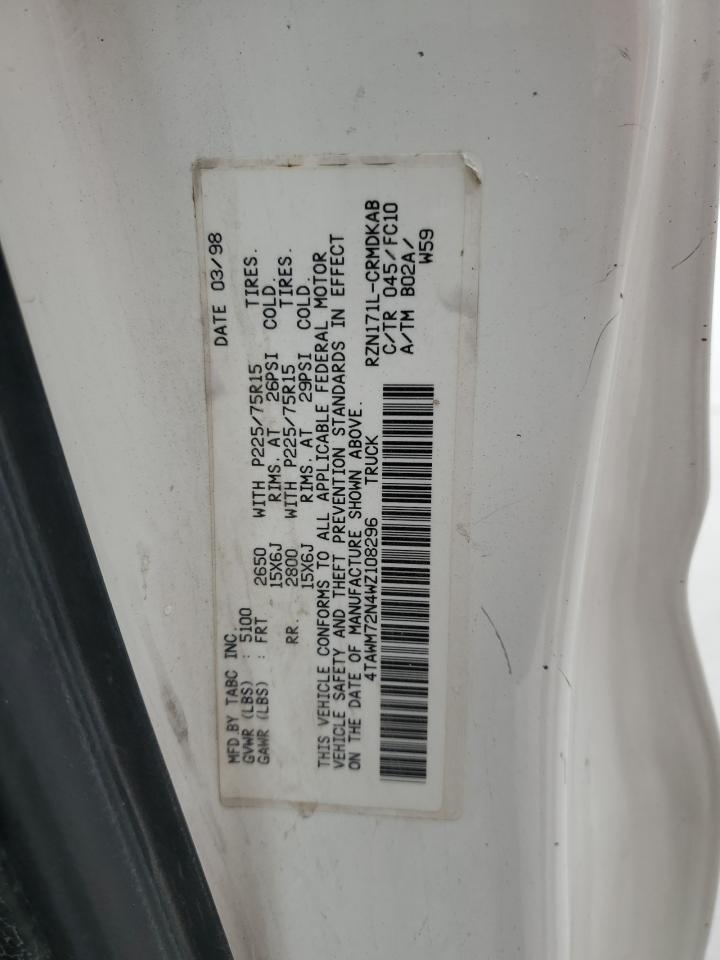 MFD BY TABC INC. DATE 03/98
GVWR (LBS) : 5100
GAWR (LBS) : FRT 2650 WITH P225/75R15 TIRES.
15X6J RIMS. AT 26PSI COLD.
RR. 2800 WITH P225/75R15 TIRES.
15X6J RIMS. AT 29PSI COLD.
THIS VEHICLE CONFORMS TO ALL APPLICABLE FEDERAL MOTOR
VEHICLE SAFETY AND THEFT PREVENTION STANDARDS IN EFFECT
ON THE DATE OF MANUFACTURE SHOWN ABOVE.
4TAWM72N4WZ108296 TRUCK
RZN171L-CRMDKAB
C/TR 045/FC10
A/TM B02A/
W59